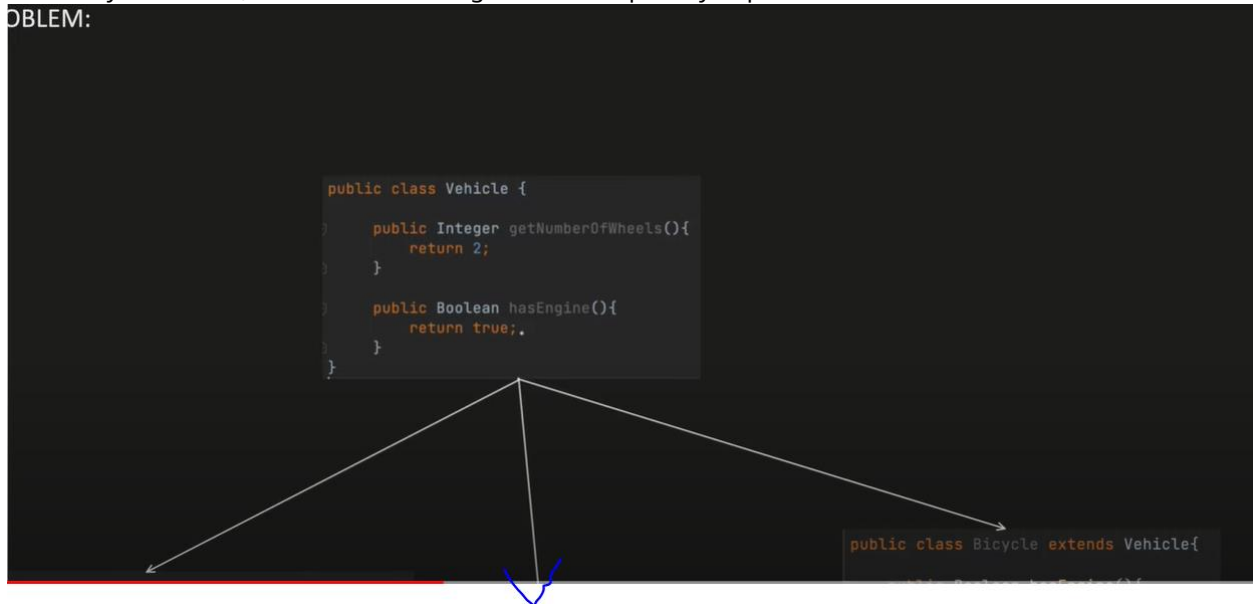 OBLEM:
public class Vehicle {
public Integer getNumberOfWheels(){
return 2;
}
public Boolean hasEngine(){
return true;.
}
}
public class Bicycle extends Vehicle{